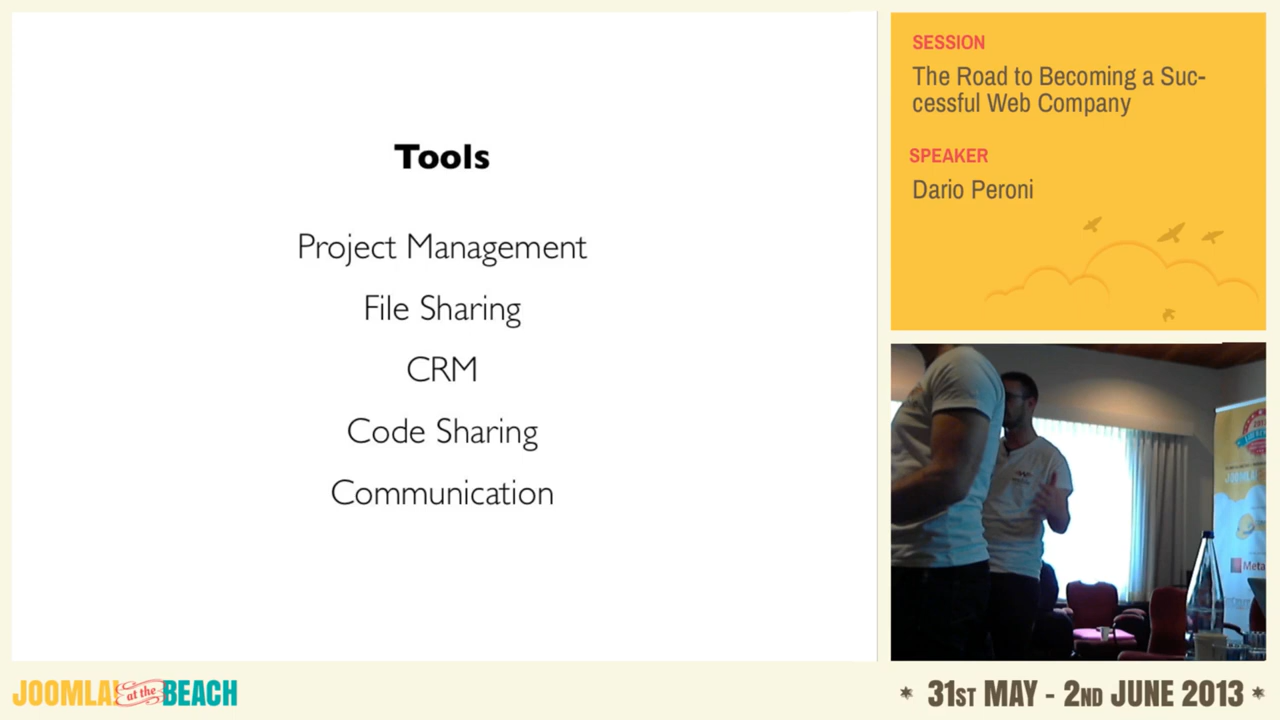 Tools
Project Management
File Sharing
CRM
Code Sharing
Communication
SESSION
The Road to Becoming a Suc-
cessful Web Company
SPEAKER
Dario Peroni
Meta
JOOMLA! at the BEACH
* 31ST MAY - 2ND JUNE 2013 *